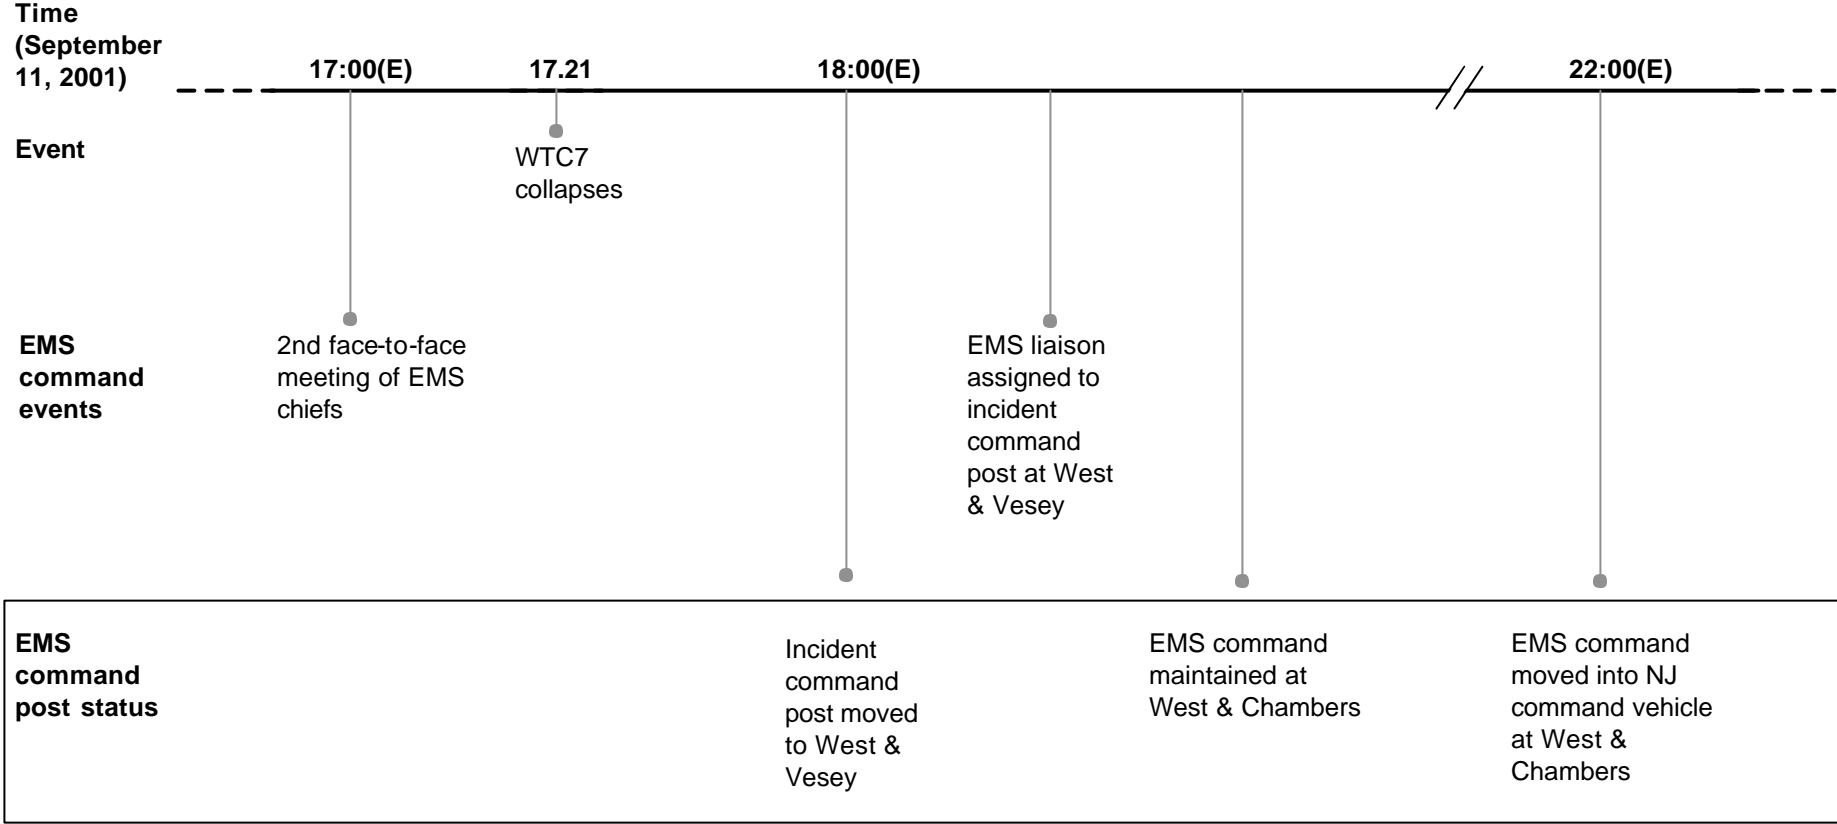 Time
(September
11, 2001)
17:00(E)
17.21
18:00(E)
22:00(E)
Event
WTC7
collapses
EMS
command
events
2nd face-to-face
meeting of EMS
chiefs
EMS liaison
assigned to
incident
command
post at West
& Vesey
EMS
command
post status
Incident
command
post moved
to West &
Vesey
EMS command
maintained at
West & Chambers
EMS command
moved into NJ
command vehicle
at West &
Chambers